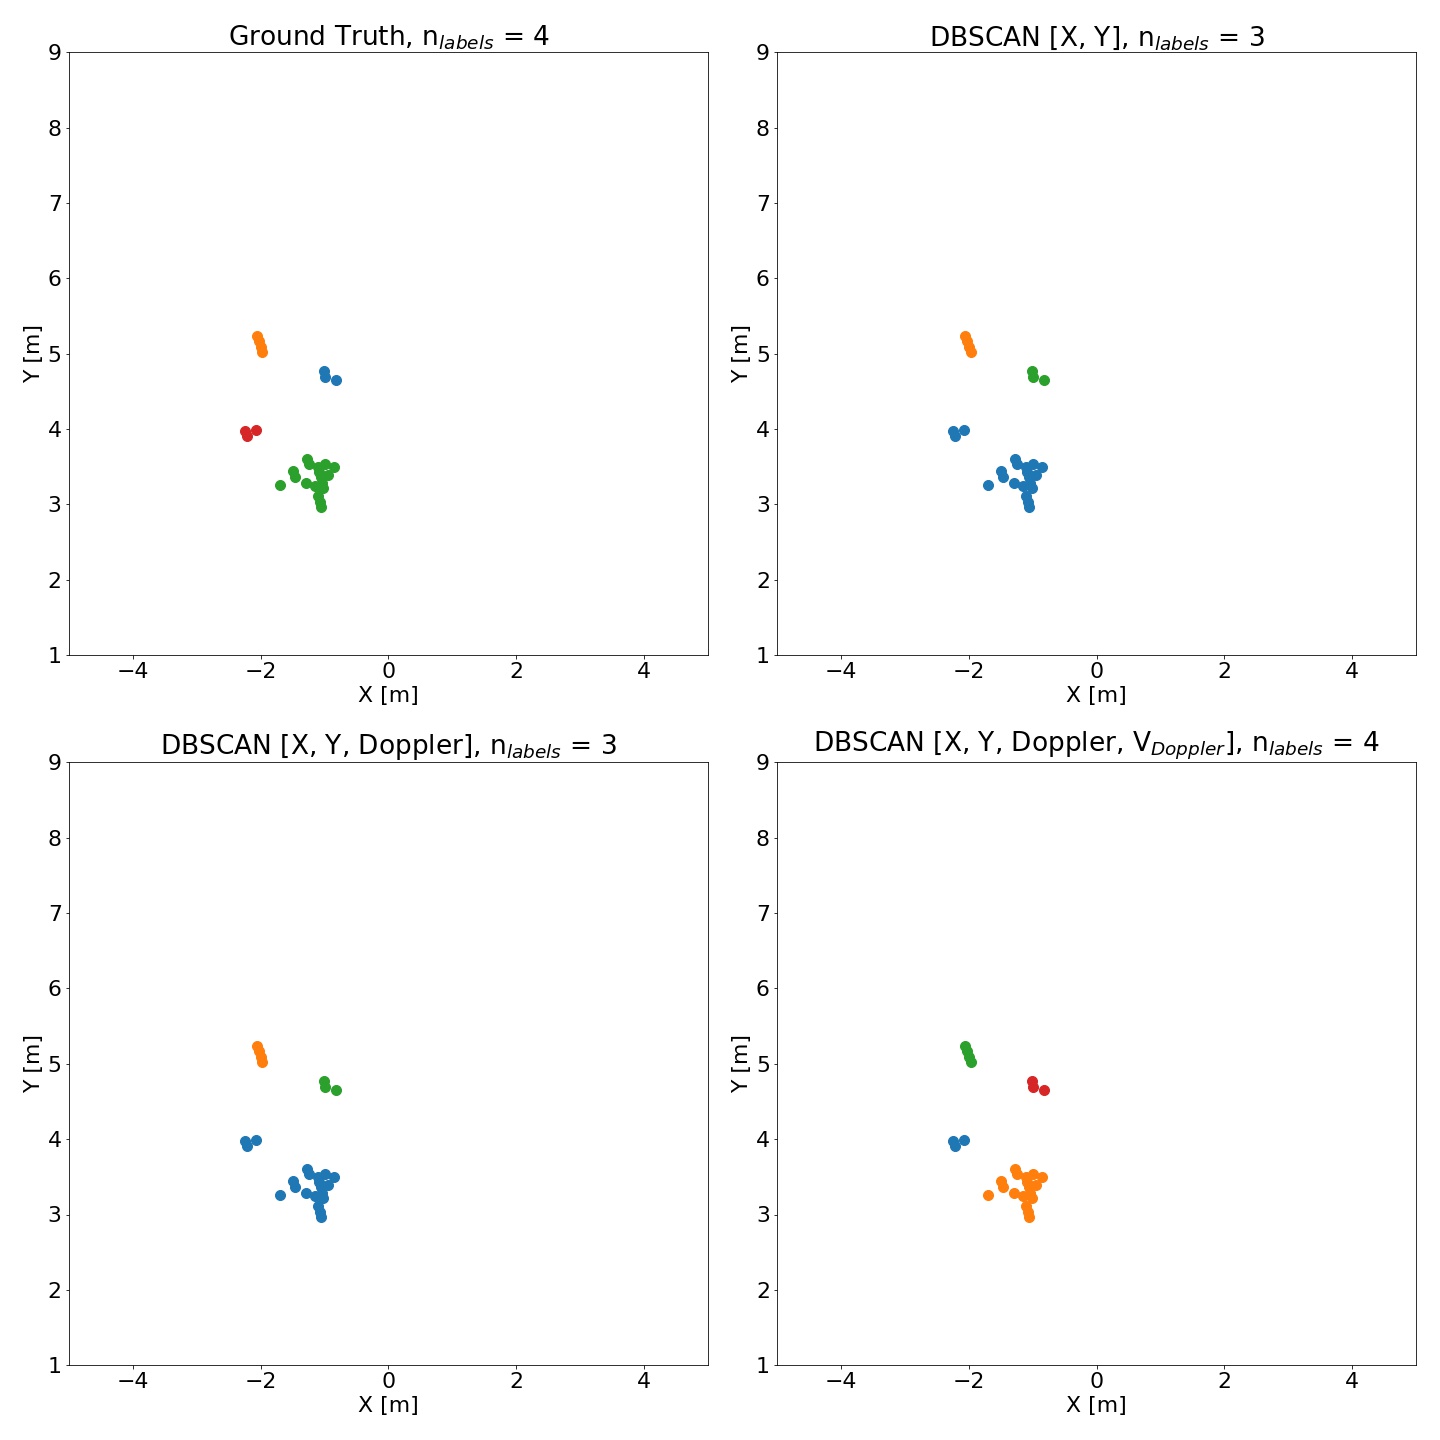 Ground Truth, n_labels = 4
9
8
7
6
5
4
3
2
1
Y [m]
−4 −2 0 2 4
X [m]
DBSCAN [X, Y], n_labels = 3
9
8
7
6
5
4
3
2
1
Y [m]
−4 −2 0 2 4
X [m]
DBSCAN [X, Y, Doppler], n_labels = 3
9
8
7
6
5
4
3
2
1
Y [m]
−4 −2 0 2 4
X [m]
DBSCAN [X, Y, Doppler, V_Doppler], n_labels = 4
9
8
7
6
5
4
3
2
1
Y [m]
−4 −2 0 2 4
X [m]